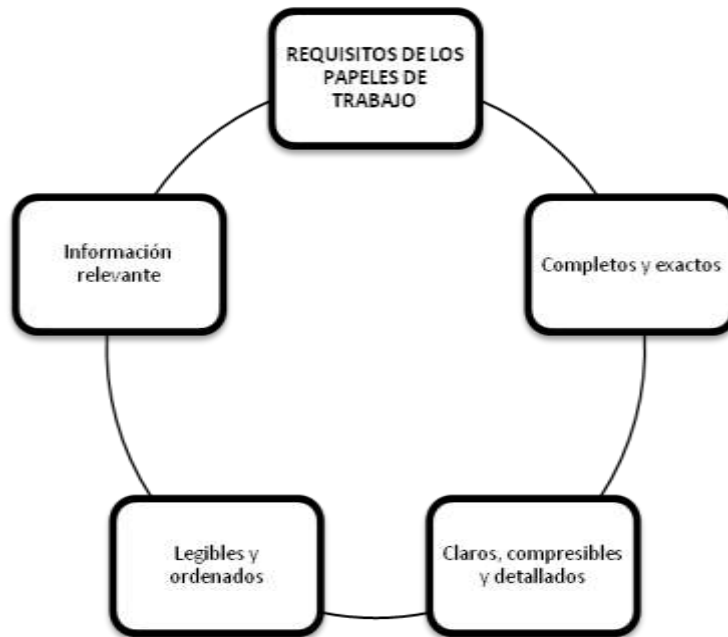 REQUISITOS DE LOS
PAPELES DE
TRABAJO
Completos y exactos
Claros, compresibles
y detallados
Legibles y
ordenados
Información
relevante